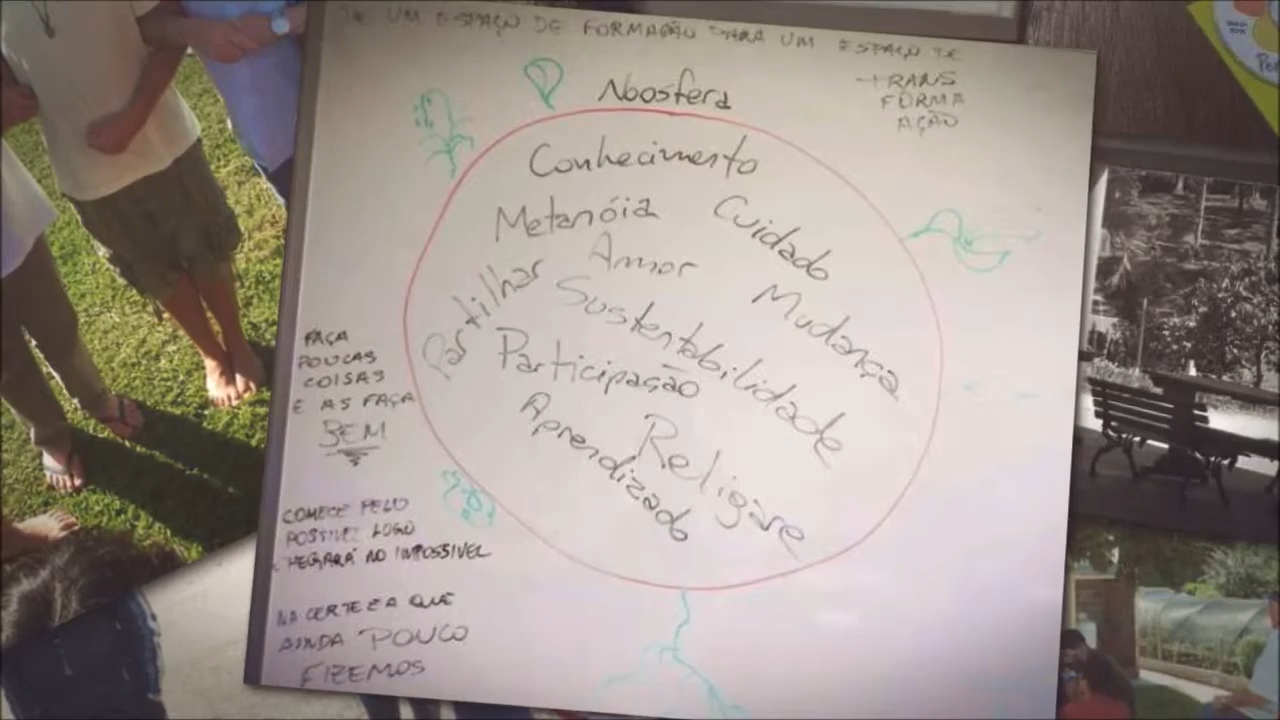 DE UM ESPAÇO DE FORMAÇÃO PARA UM ESPAÇO DE
TRANS
FORMA
AÇÃO
Noosfera
Conhecimento
Metanóia
Cuidado
Amor
Mudança
Partilhar
Sustentabilidade
Participação
Aprendizado
Religare
FAÇA
POUCAS
COISAS
E AS FAÇA
BEM
COMECE PELO
POSSIVEL LOGO
CHEGARÁ NO IMPOSSIVEL
NA CERTEZA QUE
AINDA POUCO
FIZEMOS